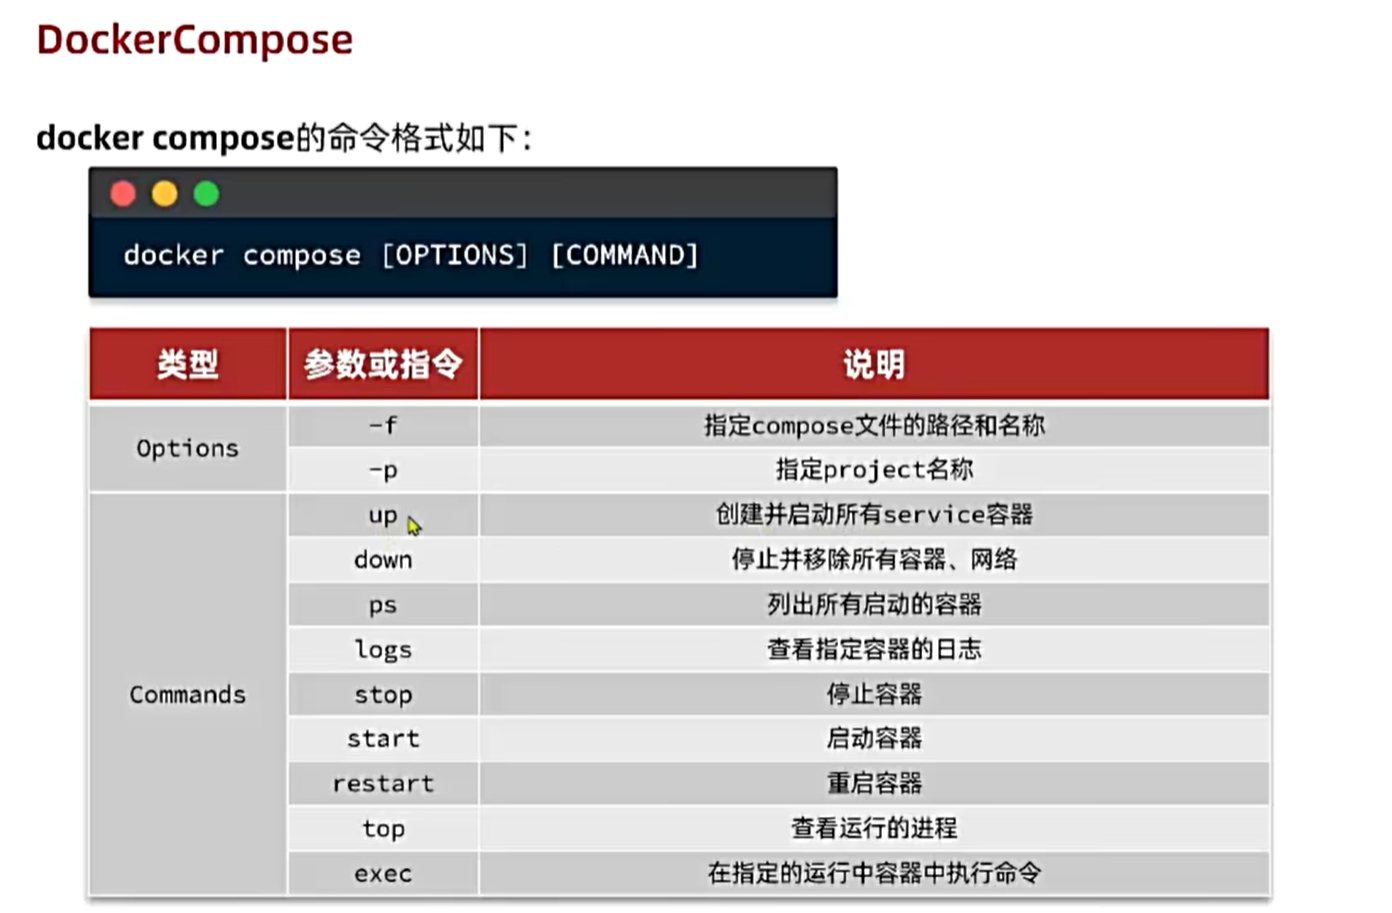 DockerCompose
docker compose的命令格式如下：
docker compose [OPTIONS] [COMMAND]
类型 参数或指令 说明
Options
-f 指定compose文件的路径和名称
-p 指定project名称
Commands
up 创建并启动所有service容器
down 停止并移除所有容器、网络
ps 列出所有启动的容器
logs 查看指定容器的日志
stop 停止容器
start 启动容器
restart 重启容器
top 查看运行的进程
exec 在指定的运行中容器中执行命令